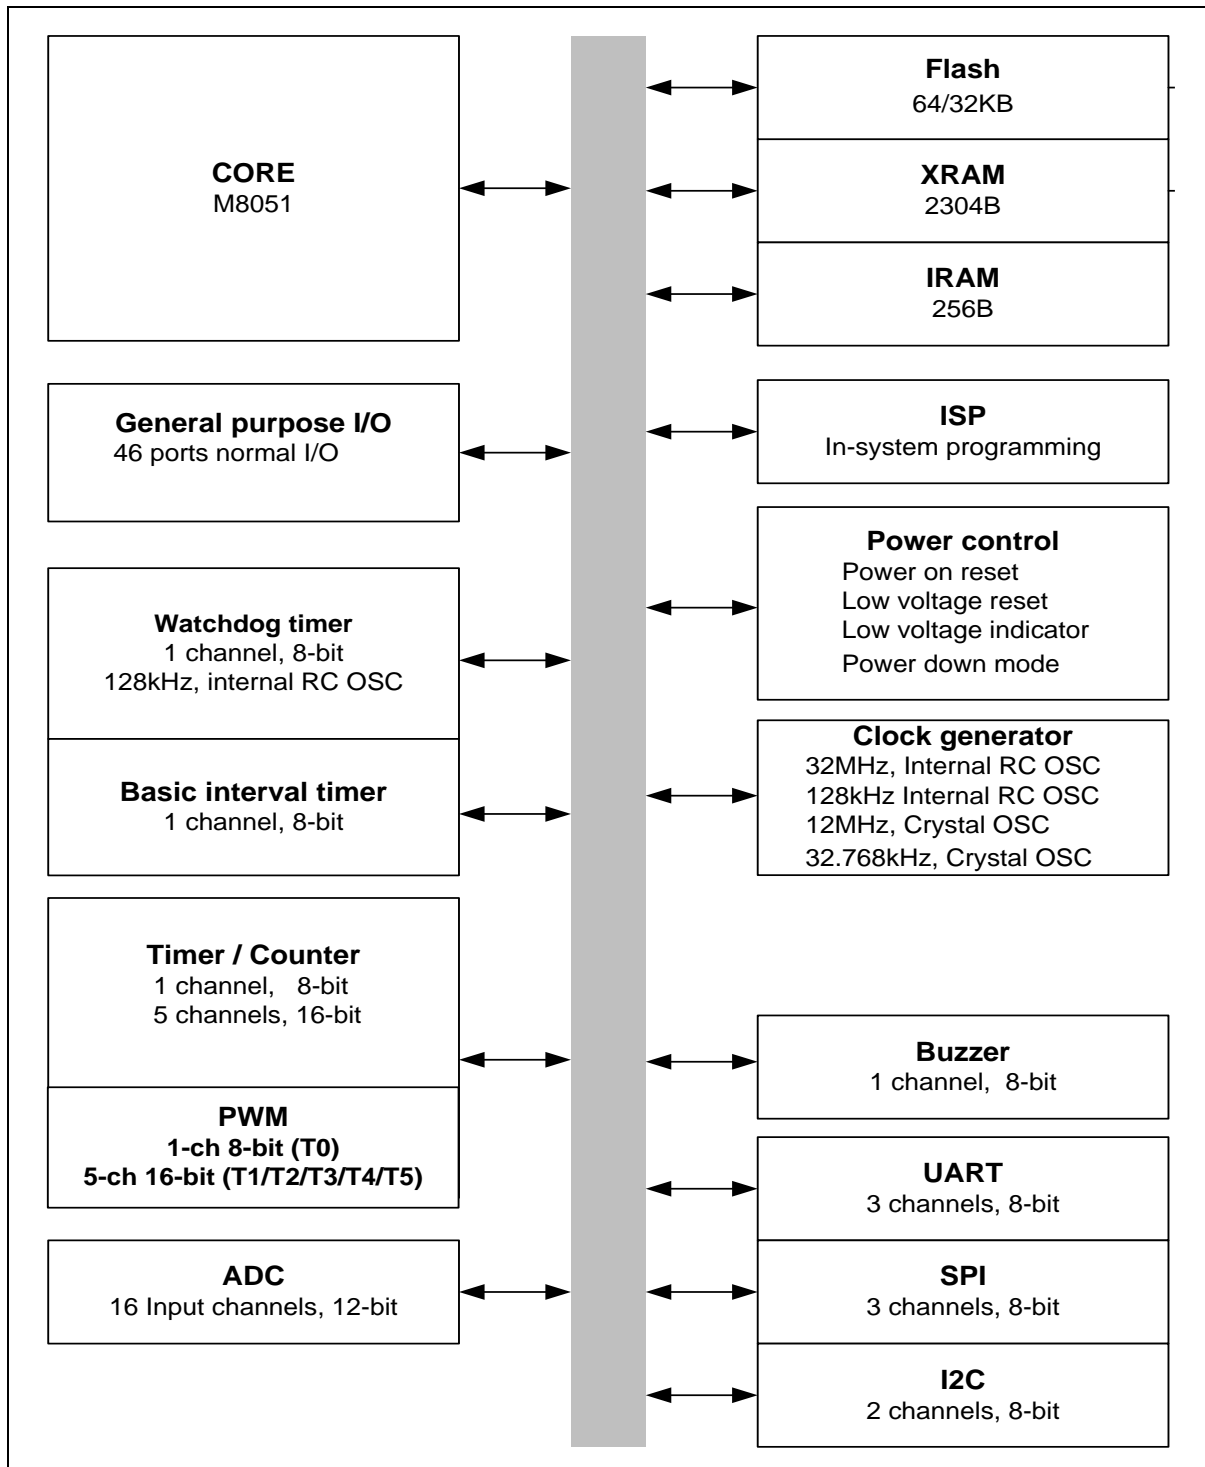 CORE
M8051
General purpose I/O
46 ports normal I/O
Watchdog timer
1 channel, 8-bit
128kHz, internal RC OSC
Basic interval timer
1 channel, 8-bit
Timer / Counter
1 channel, 8-bit
5 channels, 16-bit
PWM
1-ch 8-bit (T0)
5-ch 16-bit (T1/T2/T3/T4/T5)
ADC
16 Input channels, 12-bit
Flash
64/32KB
XRAM
2304B
IRAM
256B
ISP
In-system programming
Power control
Power on reset
Low voltage reset
Low voltage indicator
Power down mode
Clock generator
32MHz, Internal RC OSC
128kHz Internal RC OSC
12MHz, Crystal OSC
32.768kHz, Crystal OSC
Buzzer
1 channel, 8-bit
UART
3 channels, 8-bit
SPI
3 channels, 8-bit
I2C
2 channels, 8-bit